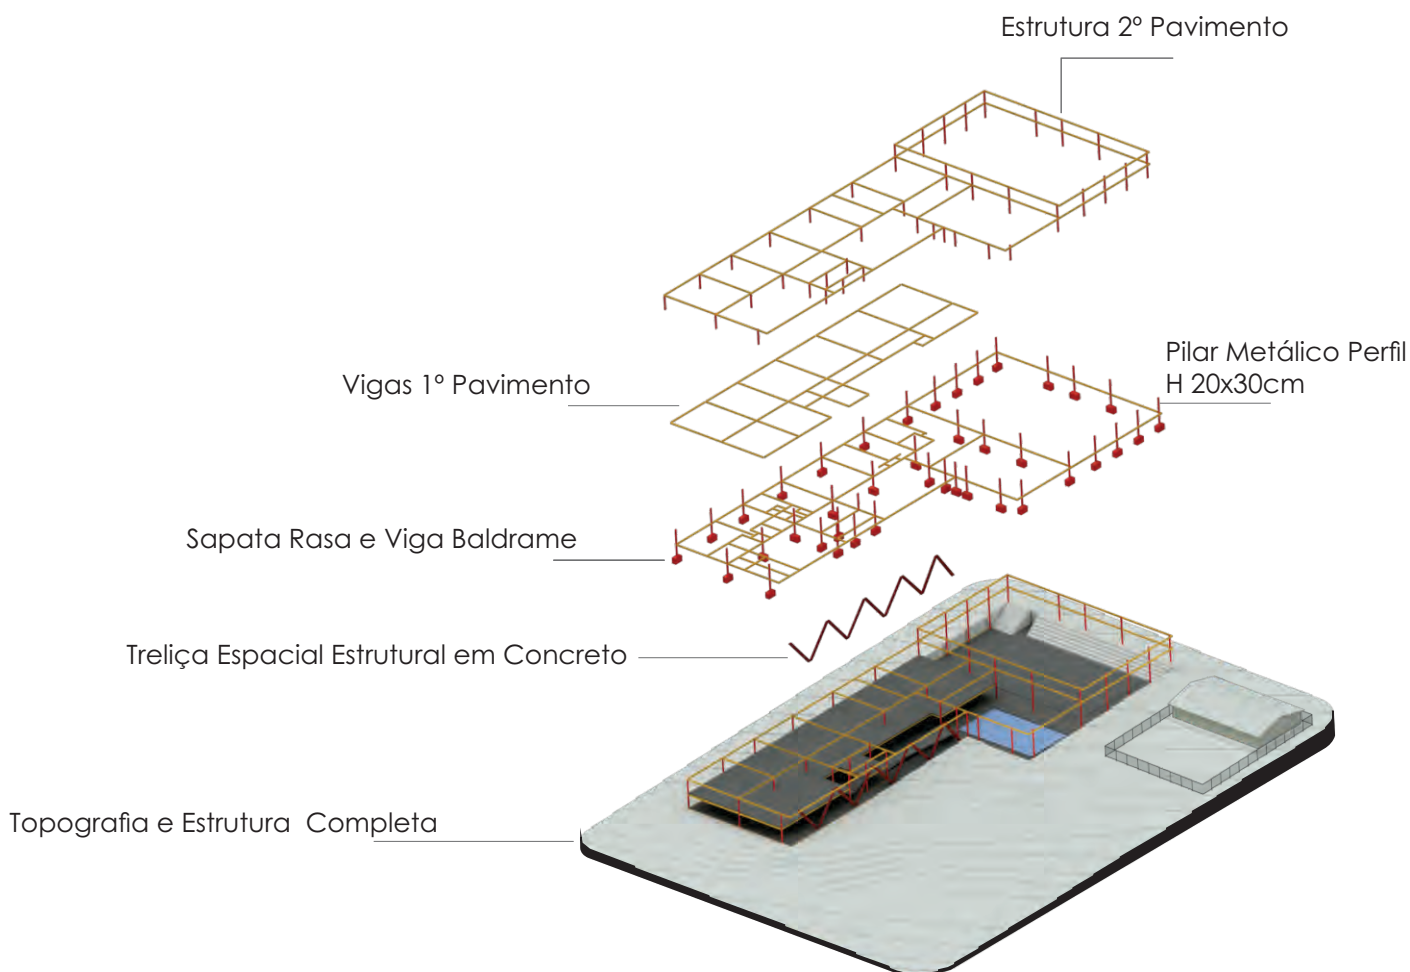 Estrutura 2º Pavimento
Pilar Metálico Perfil
H 20x30cm
Vigas 1º Pavimento
Sapata Rasa e Viga Baldrame
Treliça Espacial Estrutural em Concreto
Topografia e Estrutura Completa